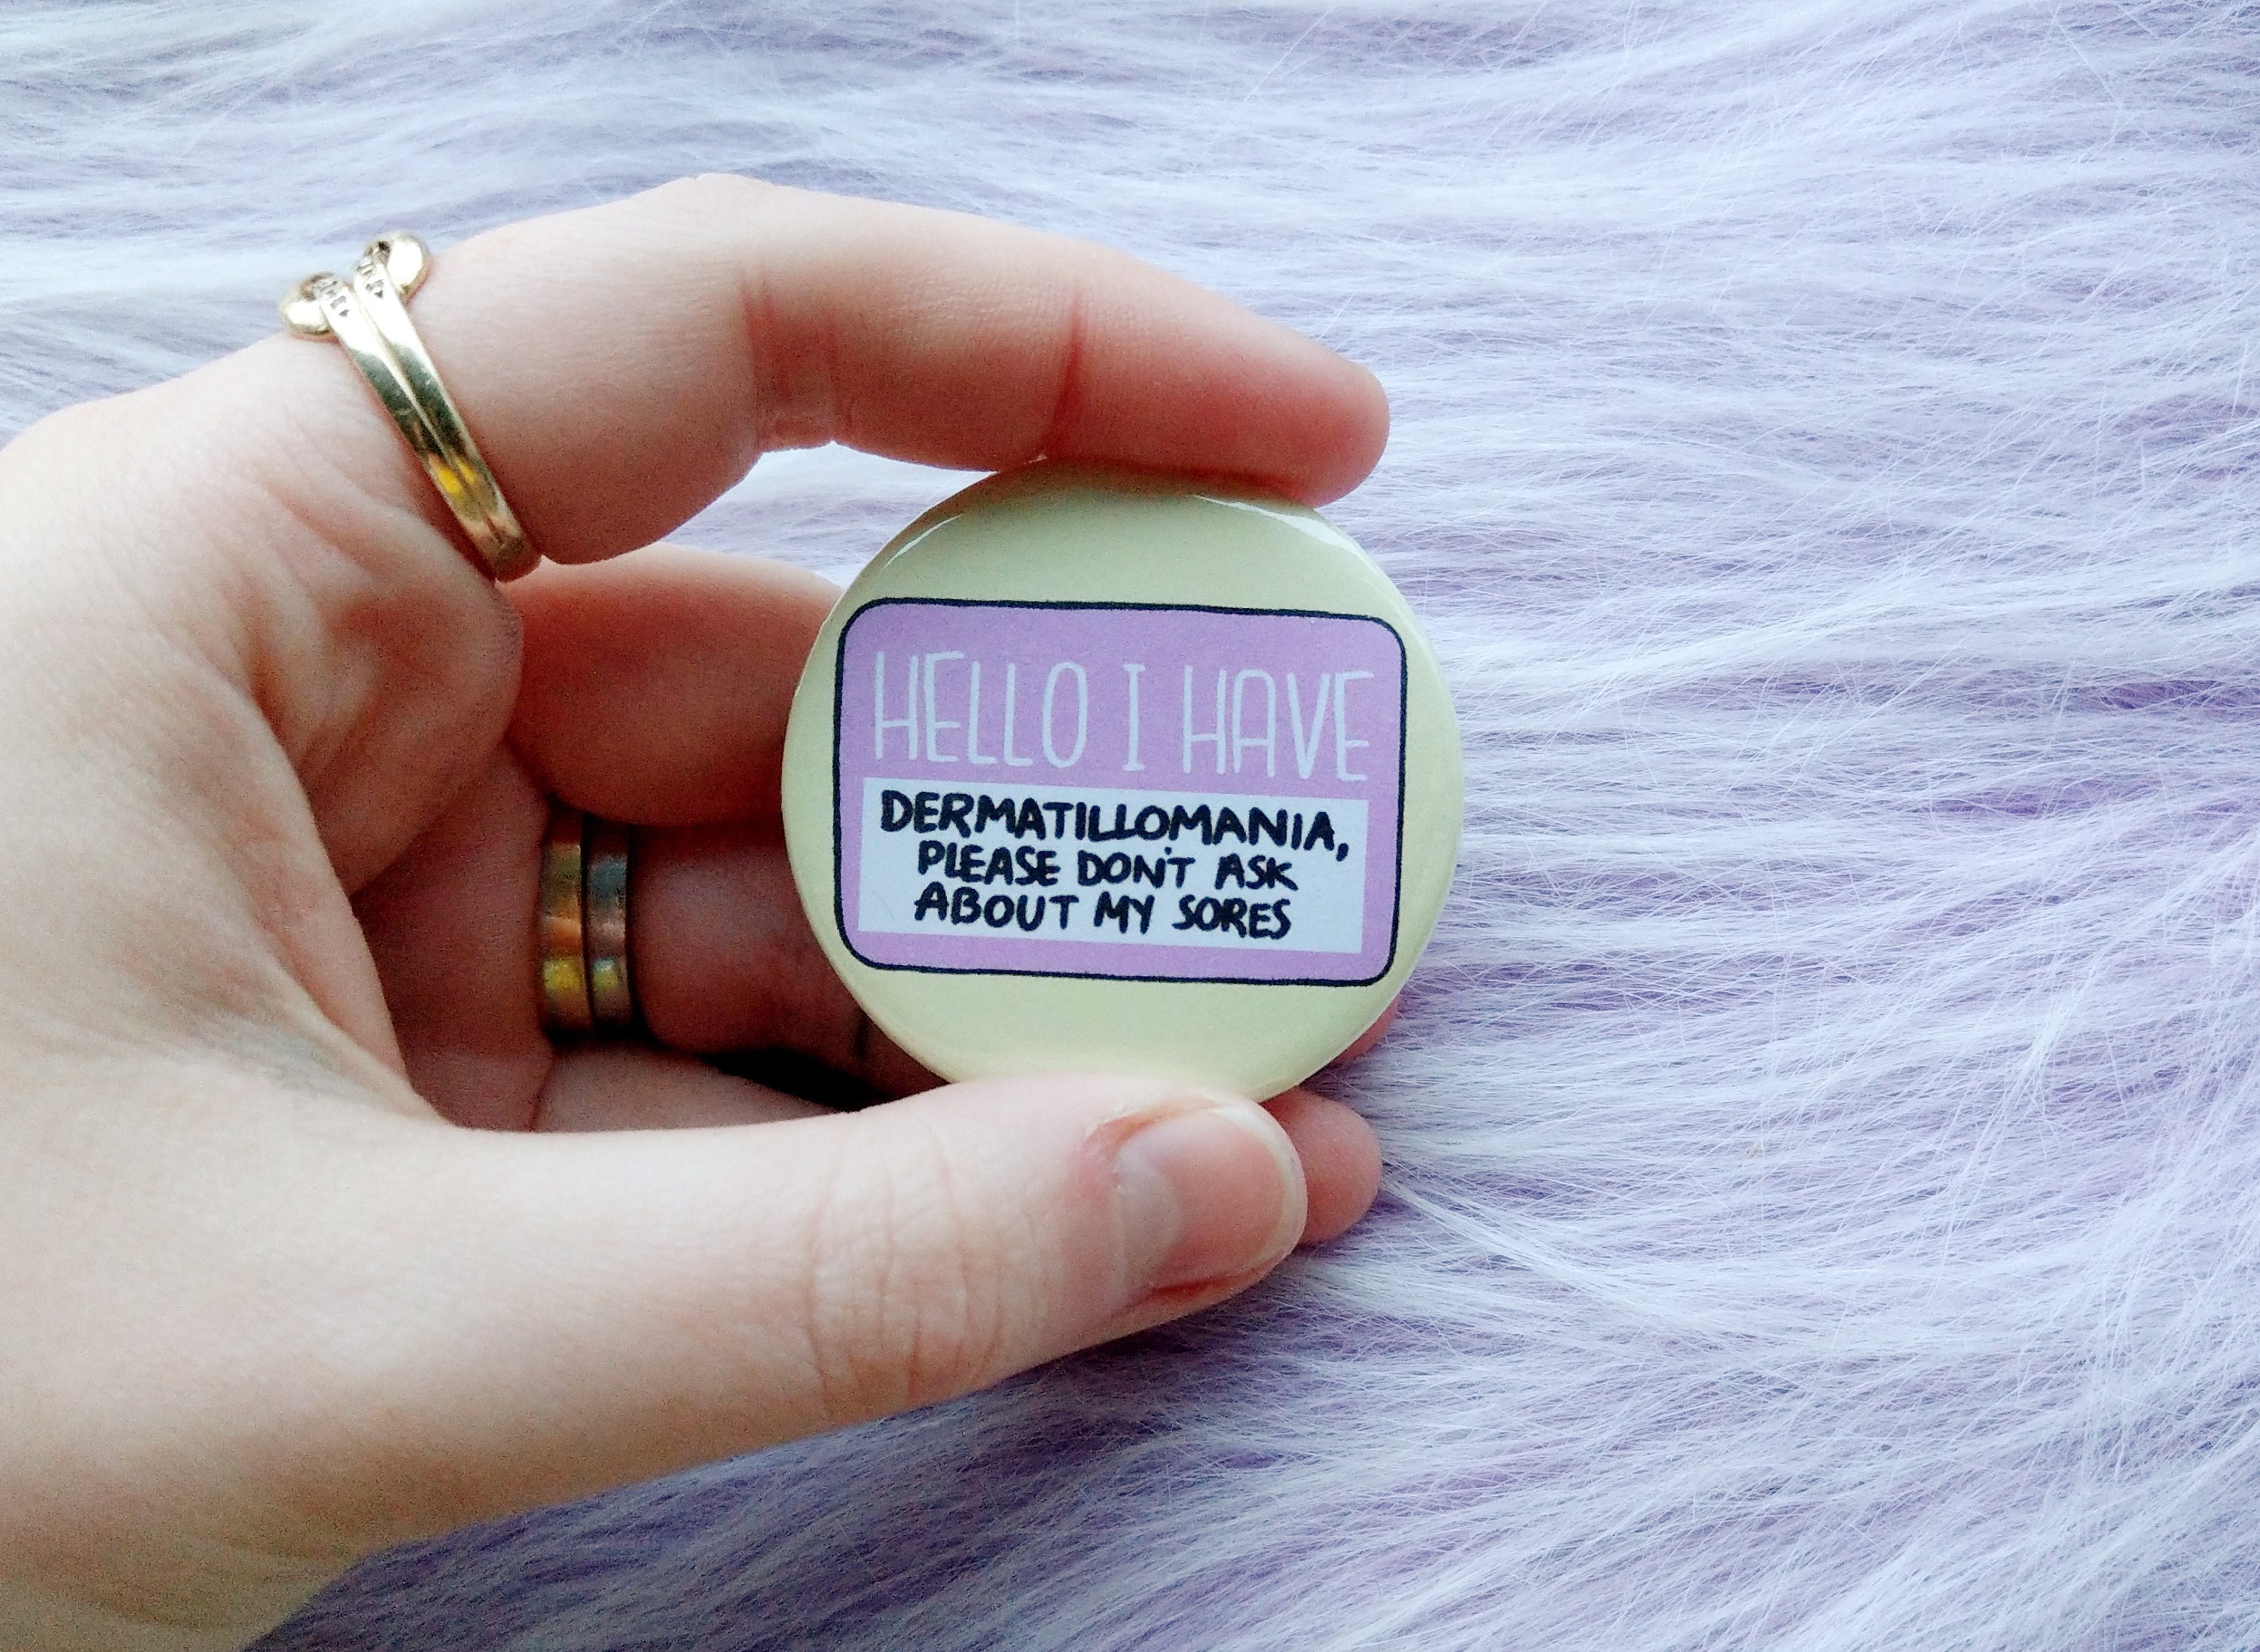 HELLO I HAVE
DERMATILLOMANIA,
PLEASE DON'T ASK
ABOUT MY SORES